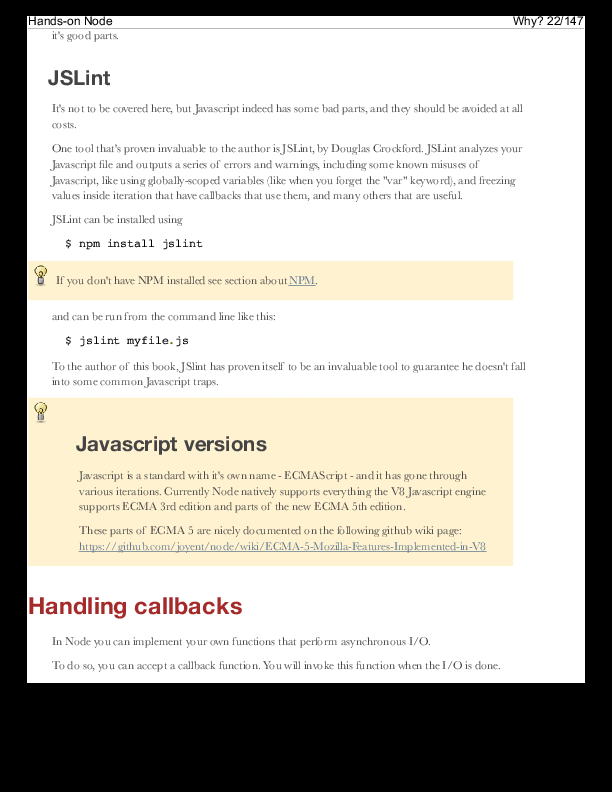 Hands-on Node Why? 22/147
it's good parts.
JSLint
It's not to be covered here, but Javascript indeed has some bad parts, and they should be avoided at all
costs.
One tool that's proven invaluable to the author is JSLint, by Douglas Crockford. JSLint analyzes your
Javascript file and outputs a series of errors and warnings, including some known misuses of
Javascript, like using globally-scoped variables (like when you forget the "var" keyword), and freezing
values inside iteration that have callbacks that use them, and many others that are useful.
JSLint can be installed using
$ npm install jslint
If you don't have NPM installed see section about NPM.
and can be run from the command line like this:
$ jslint myfile.js
To the author of this book, JSlint has proven itself to be an invaluable tool to guarantee he doesn't fall
into some common Javascript traps.
Javascript versions
Javascript is a standard with it's own name - ECMAScript - and it has gone through
various iterations. Currently Node natively supports everything the V8 Javascript engine
supports ECMA 3rd edition and parts of the new ECMA 5th edition.
These parts of ECMA 5 are nicely documented on the following github wiki page:
https://github.com/joyent/node/wiki/ECMA-5-Mozilla-Features-Implemented-in-V8
Handling callbacks
In Node you can implement your own functions that perform asynchronous I/O.
To do so, you can accept a callback function. You will invoke this function when the I/O is done.